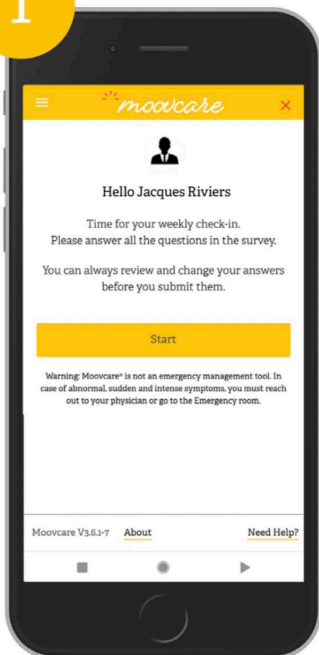 1
moovcare
Hello Jacques Riviers
Time for your weekly check-in.
Please answer all the questions in the survey.
You can always review and change your answers
before you submit them.
Start
Warning: Moovcare® is not an emergency management tool. In
case of abnormal, sudden and intense symptoms, you must reach
out to your physician or go to the Emergency room.
Moovcare V3.6.1-7 About Need Help?